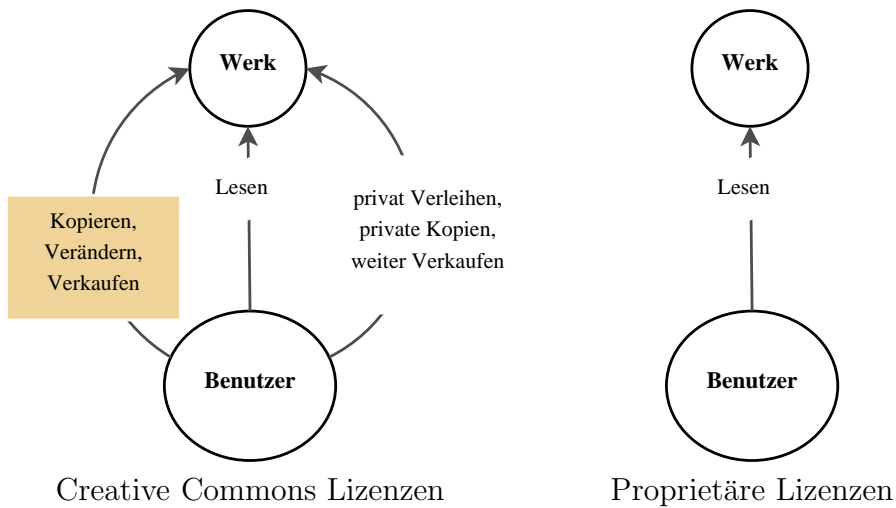 Werk
Lesen
Kopieren,
Verändern,
Verkaufen
privat Verleihen,
private Kopien,
weiter Verkaufen
Benutzer
Creative Commons Lizenzen
Werk
Lesen
Benutzer
Proprietäre Lizenzen